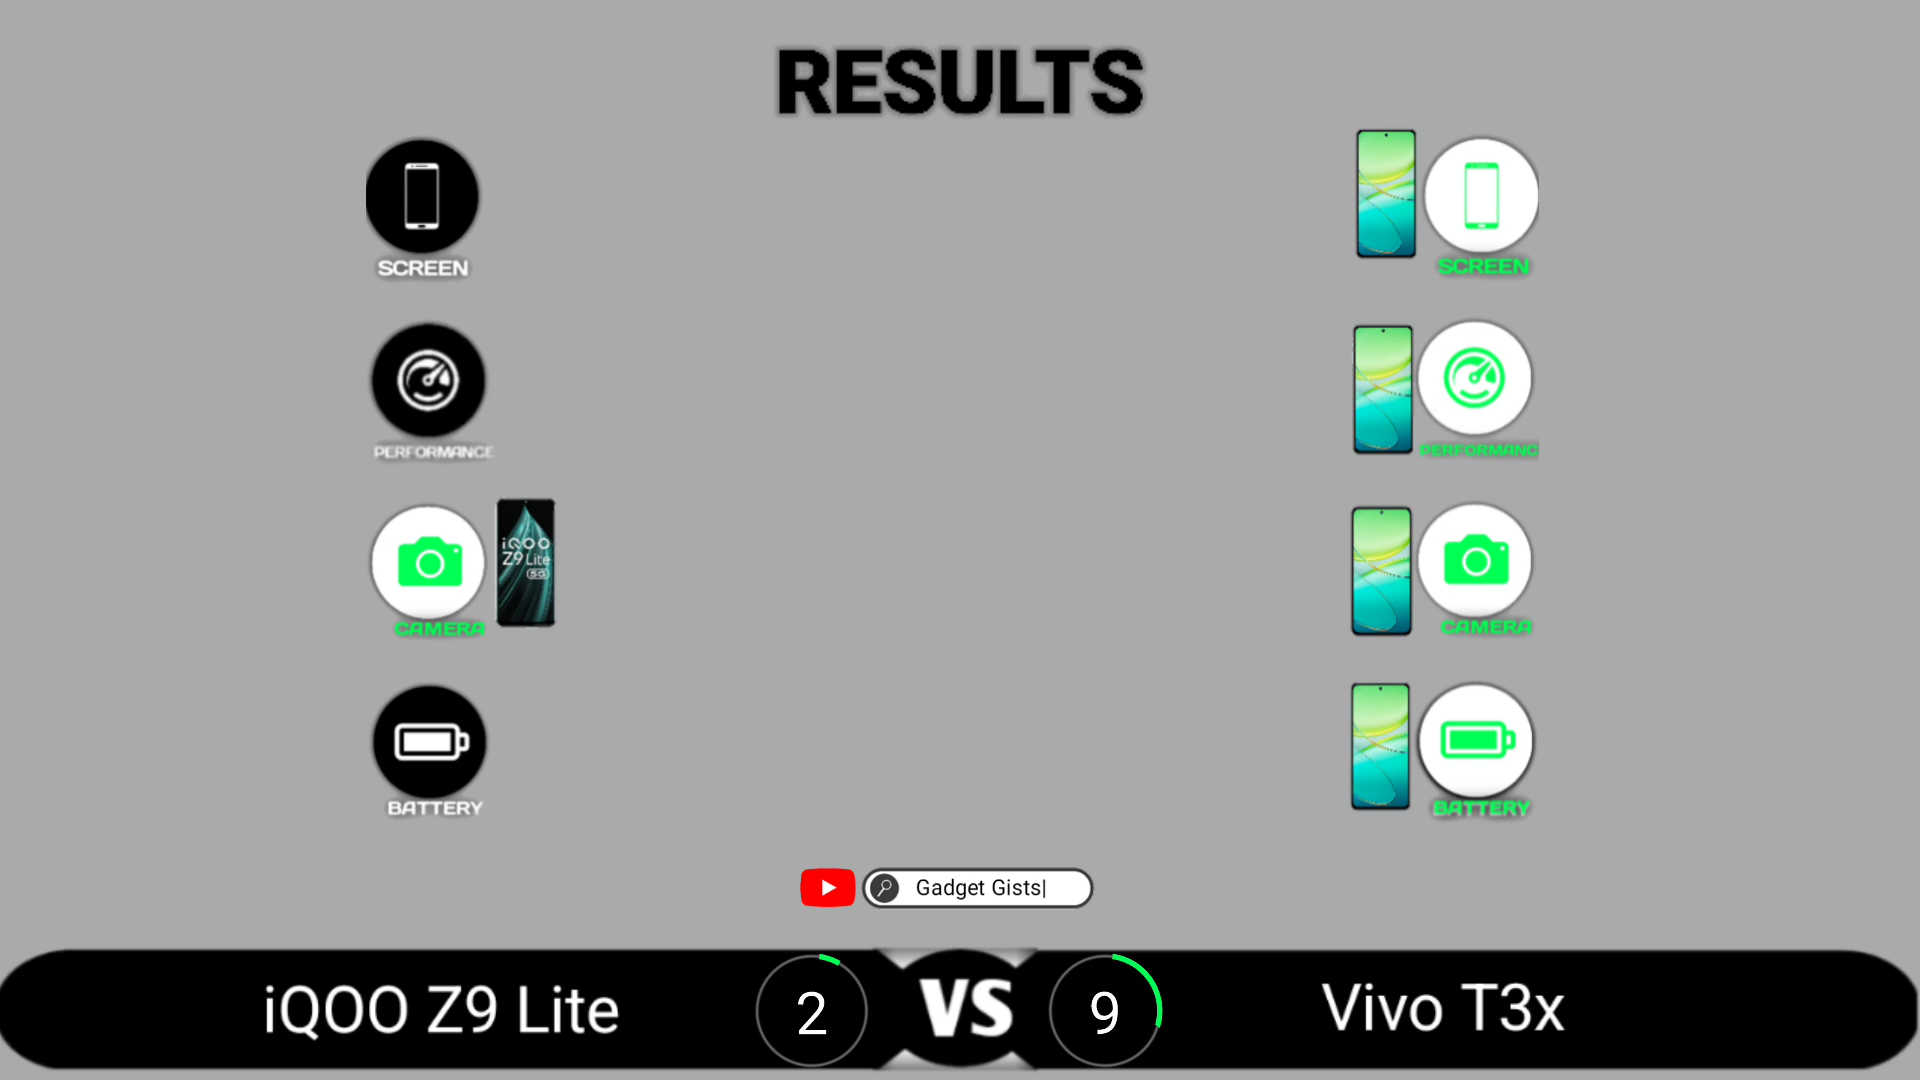 RESULTS
SCREEN
SCREEN
PERFORMANCE
PERFORMANC
iQOO
Z9 Lite
5G
CAMERA
CAMERA
BATTERY
BATTERY
Gadget Gists|
iQOO Z9 Lite
2
VS
9
Vivo T3x